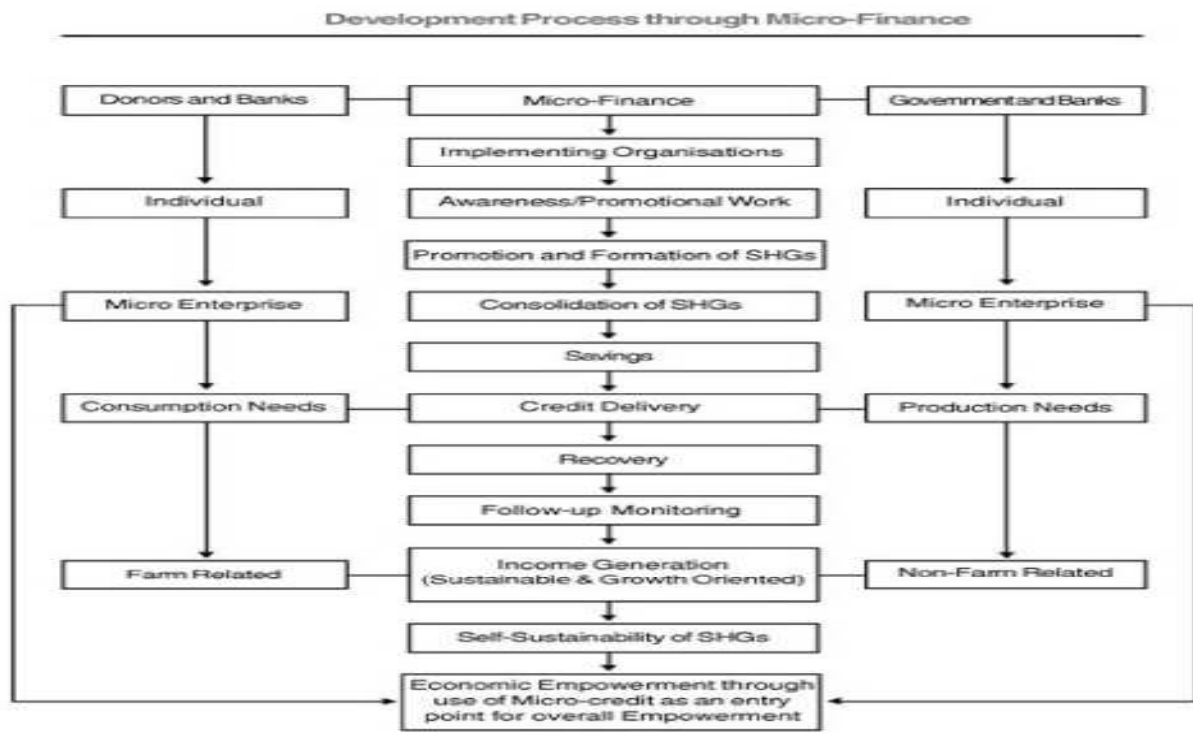 Development Process through Micro-Finance
Donors and Banks
Micro-Finance
Government and Banks
Implementing Organisations
Individual
Awareness/Promotional Work
Individual
Promotion and Formation of SHGs
Micro Enterprise
Consolidation of SHGs
Micro Enterprise
Savings
Consumption Needs
Credit Delivery
Production Needs
Recovery
Follow-up Monitoring
Farm Related
Income Generation
(Sustainable & Growth Oriented)
Non-Farm Related
Self-Sustainability of SHGs
Economic Empowerment through
use of Micro-credit as an entry
point for overall Empowerment